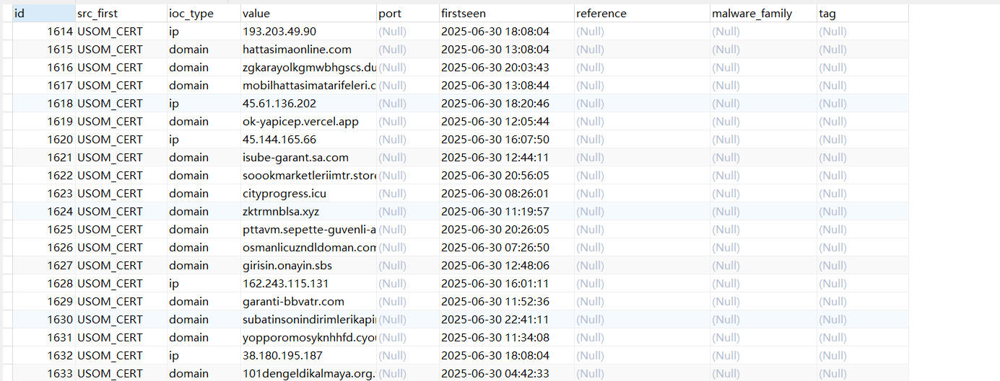 id src_first ioc_type value port firstseen reference malware_family tag
1614 USOM_CERT ip 193.203.49.90 (Null) 2025-06-30 18:08:04 (Null) (Null) (Null)
1615 USOM_CERT domain hattasimaonline.com (Null) 2025-06-30 13:08:04 (Null) (Null) (Null)
1616 USOM_CERT domain zgkarayolkgmwbhgscs.du (Null) 2025-06-30 20:03:43 (Null) (Null) (Null)
1617 USOM_CERT domain mobilhattasimatarifeleri.c (Null) 2025-06-30 13:08:44 (Null) (Null) (Null)
1618 USOM_CERT ip 45.61.136.202 (Null) 2025-06-30 18:20:46 (Null) (Null) (Null)
1619 USOM_CERT domain ok-yapicep.vercel.app (Null) 2025-06-30 12:05:44 (Null) (Null) (Null)
1620 USOM_CERT ip 45.144.165.66 (Null) 2025-06-30 16:07:50 (Null) (Null) (Null)
1621 USOM_CERT domain isube-garant.sa.com (Null) 2025-06-30 12:44:11 (Null) (Null) (Null)
1622 USOM_CERT domain soookmarketleriimtr.store (Null) 2025-06-30 20:56:05 (Null) (Null) (Null)
1623 USOM_CERT domain cityprogress.icu (Null) 2025-06-30 08:26:01 (Null) (Null) (Null)
1624 USOM_CERT domain zktrmnblsa.xyz (Null) 2025-06-30 11:19:57 (Null) (Null) (Null)
1625 USOM_CERT domain pttavm.sepette-guvenli-a (Null) 2025-06-30 20:26:05 (Null) (Null) (Null)
1626 USOM_CERT domain osmanlicuzndldoman.com (Null) 2025-06-30 07:26:50 (Null) (Null) (Null)
1627 USOM_CERT domain girisin.onayin.sbs (Null) 2025-06-30 12:48:06 (Null) (Null) (Null)
1628 USOM_CERT ip 162.243.115.131 (Null) 2025-06-30 16:01:11 (Null) (Null) (Null)
1629 USOM_CERT domain garanti-bbvatr.com (Null) 2025-06-30 11:52:36 (Null) (Null) (Null)
1630 USOM_CERT domain subatinsonindirimlerikapi (Null) 2025-06-30 22:41:11 (Null) (Null) (Null)
1631 USOM_CERT domain yopporomosyknhhfd.cyou (Null) 2025-06-30 11:34:08 (Null) (Null) (Null)
1632 USOM_CERT ip 38.180.195.187 (Null) 2025-06-30 18:08:04 (Null) (Null) (Null)
1633 USOM_CERT domain 101dengeldikalmaya.org. (Null) 2025-06-30 04:42:33 (Null) (Null) (Null)